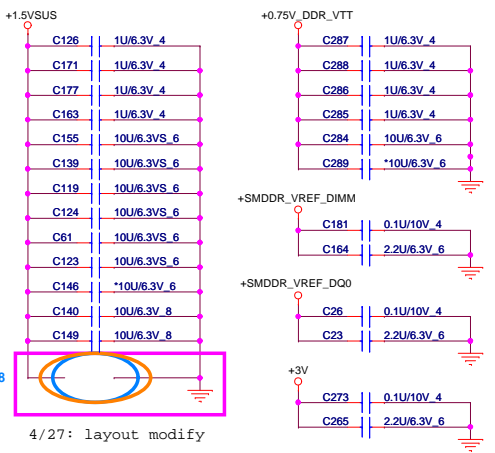 +1.5VSUS
C126 1U/6.3V_4
C171 1U/6.3V_4
C177 1U/6.3V_4
C163 1U/6.3V_4
C155 10U/6.3VS_6
C139 10U/6.3VS_6
C119 10U/6.3VS_6
C124 10U/6.3VS_6
C61 10U/6.3VS_6
C123 10U/6.3VS_6
C146 *10U/6.3V_6
C140 10U/6.3V_8
C149 10U/6.3V_8
8
4/27: layout modify
+0.75V_DDR_VTT
C287 1U/6.3V_4
C288 1U/6.3V_4
C286 1U/6.3V_4
C285 1U/6.3V_4
C284 10U/6.3V_6
C289 *10U/6.3V_6
+SMDDR_VREF_DIMM
C181 0.1U/10V_4
C164 2.2U/6.3V_6
+SMDDR_VREF_DQ0
C26 0.1U/10V_4
C23 2.2U/6.3V_6
+3V
C273 0.1U/10V_4
C265 2.2U/6.3V_6